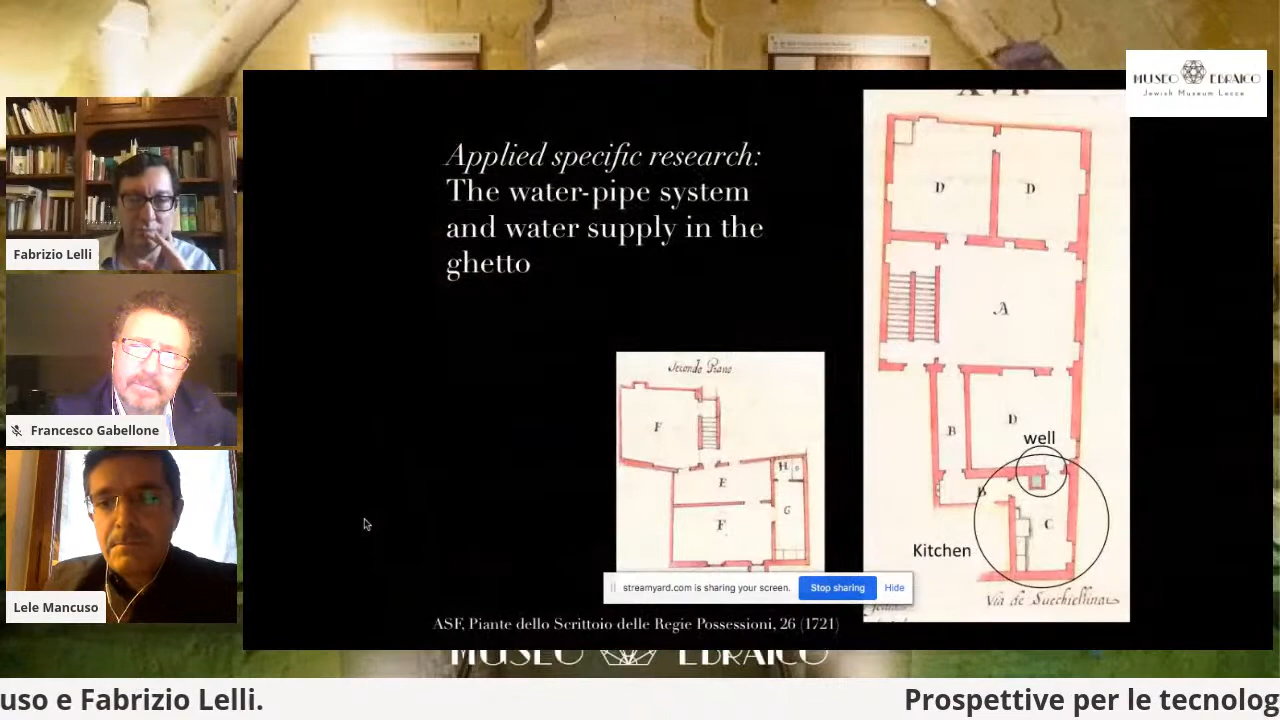 MUSEO EBRAICO
Jewish Museum Lecce
XVI.
Applied specific research:
The water-pipe system
and water supply in the
ghetto
D
D
A
D
B
well
B
C
Kitchen
Via de Succhiellinai
Secondo Piano
F
E
F
H
G
Fabrizio Lelli
Francesco Gabellone
Lele Mancuso
streamyard.com is sharing your screen.
Stop sharing
Hide
ASF, Piante dello Scrittoio delle Regie Possessioni, 26 (1721)
MUSEO EBRAICO
uso e Fabrizio Lelli.
Prospettive per le tecnolog